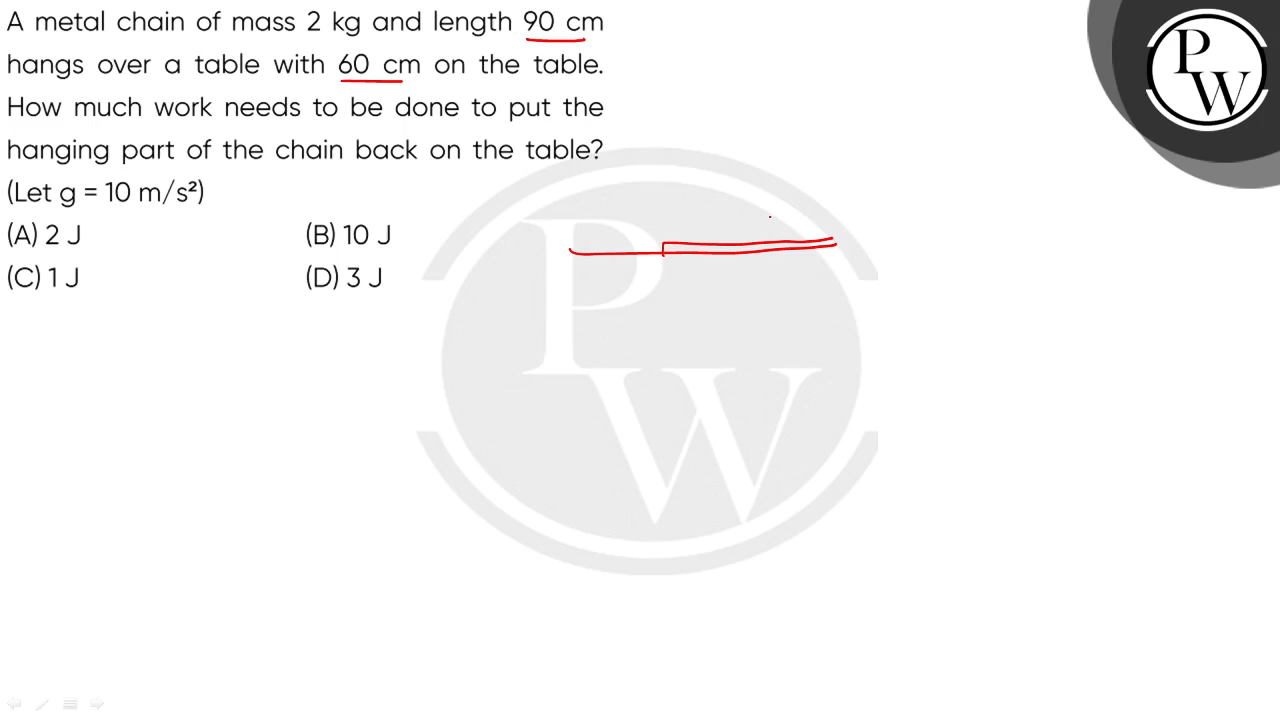 A metal chain of mass 2 kg and length 90 cm
hangs over a table with 60 cm on the table.
How much work needs to be done to put the
hanging part of the chain back on the table?
(Let g = 10 m/s²)
(A) 2 J (B) 10 J
(C) 1 J (D) 3 J
P
W
P
W